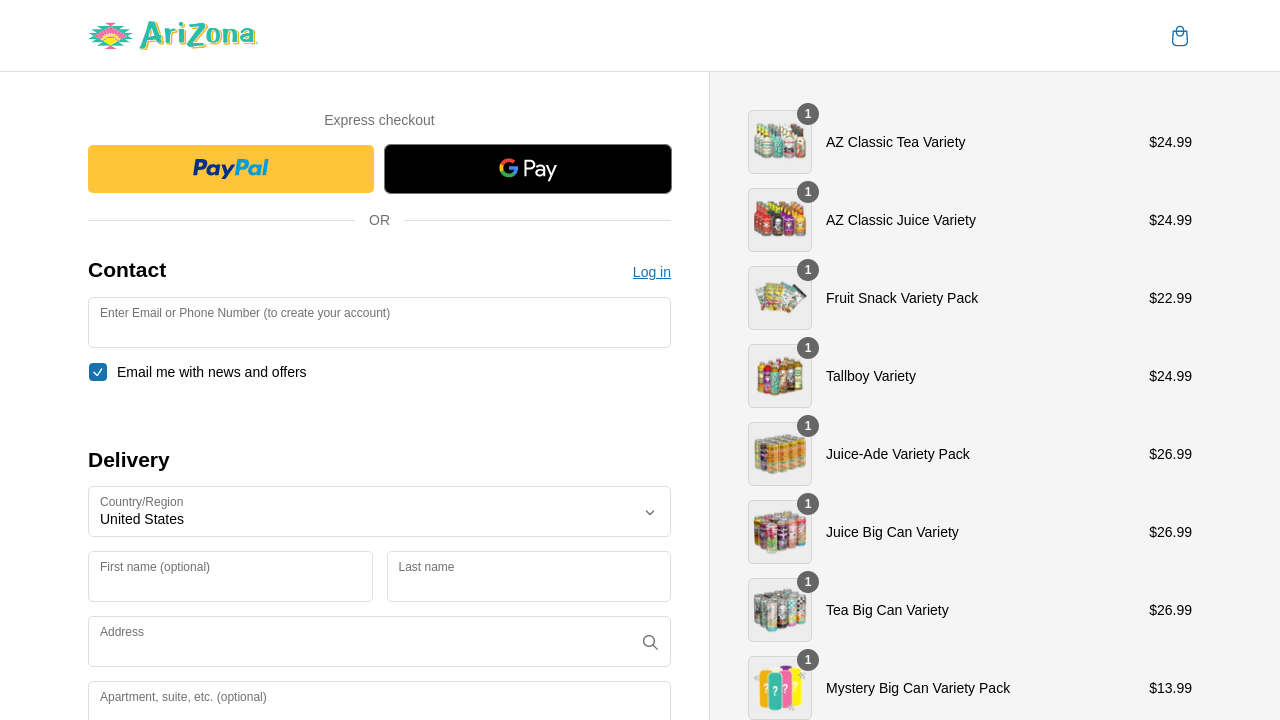 AriZona
Express checkout
PayPal
G Pay
OR
Contact
Log in
Enter Email or Phone Number (to create your account)
Email me with news and offers
Delivery
Country/Region
United States
First name (optional)
Last name
Address
Apartment, suite, etc. (optional)
1
AZ Classic Tea Variety
$24.99
1
AZ Classic Juice Variety
$24.99
1
Fruit Snack Variety Pack
$22.99
1
Tallboy Variety
$24.99
1
Juice-Ade Variety Pack
$26.99
1
Juice Big Can Variety
$26.99
1
Tea Big Can Variety
$26.99
1
? ? ?
Mystery Big Can Variety Pack
$13.99